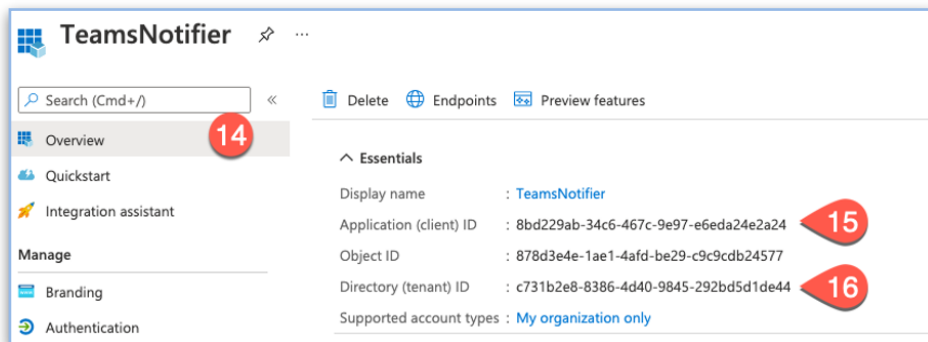 TeamsNotifier
...
Search (Cmd+/)
«
Delete Endpoints Preview features
Overview
14
Essentials
Quickstart
Display name : TeamsNotifier
Integration assistant
Application (client) ID : 8bd229ab-34c6-467c-9e97-e6eda24e2a24
15
Manage
Object ID : 878d3e4e-1ae1-4afd-be29-c9c9cdb24577
Branding
Directory (tenant) ID : c731b2e8-8386-4d40-9845-292bd5d1de44
16
Authentication
Supported account types : My organization only